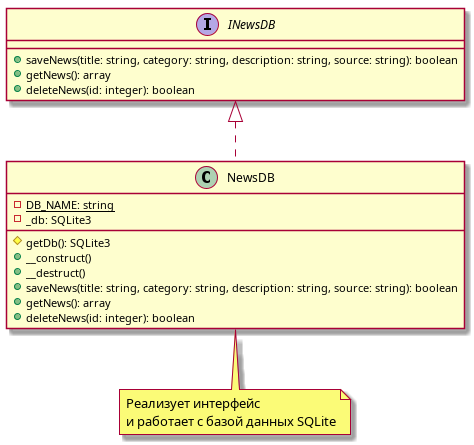 I INewsDB
saveNews(title: string, category: string, description: string, source: string): boolean
getNews(): array
deleteNews(id: integer): boolean
C NewsDB
DB_NAME: string
_db: SQLite3
getDb(): SQLite3
__construct()
__destruct()
saveNews(title: string, category: string, description: string, source: string): boolean
getNews(): array
deleteNews(id: integer): boolean
Реализует интерфейс
и работает с базой данных SQLite